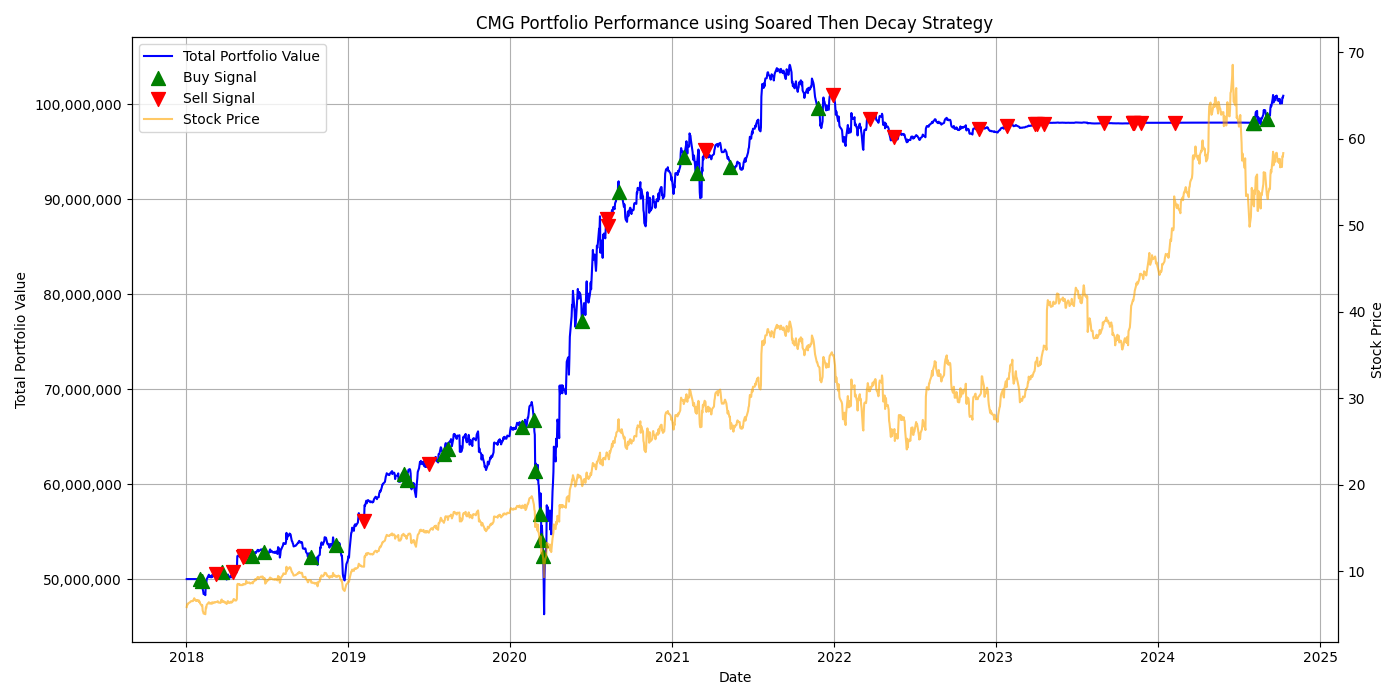 CMG Portfolio Performance using Soared Then Decay Strategy
Total Portfolio Value
Buy Signal
Sell Signal
Stock Price
100,000,000
90,000,000
80,000,000
70,000,000
60,000,000
50,000,000
Total Portfolio Value
70
60
50
40
30
20
10
Stock Price
2018
2019
2020
2021
2022
2023
2024
2025
Date